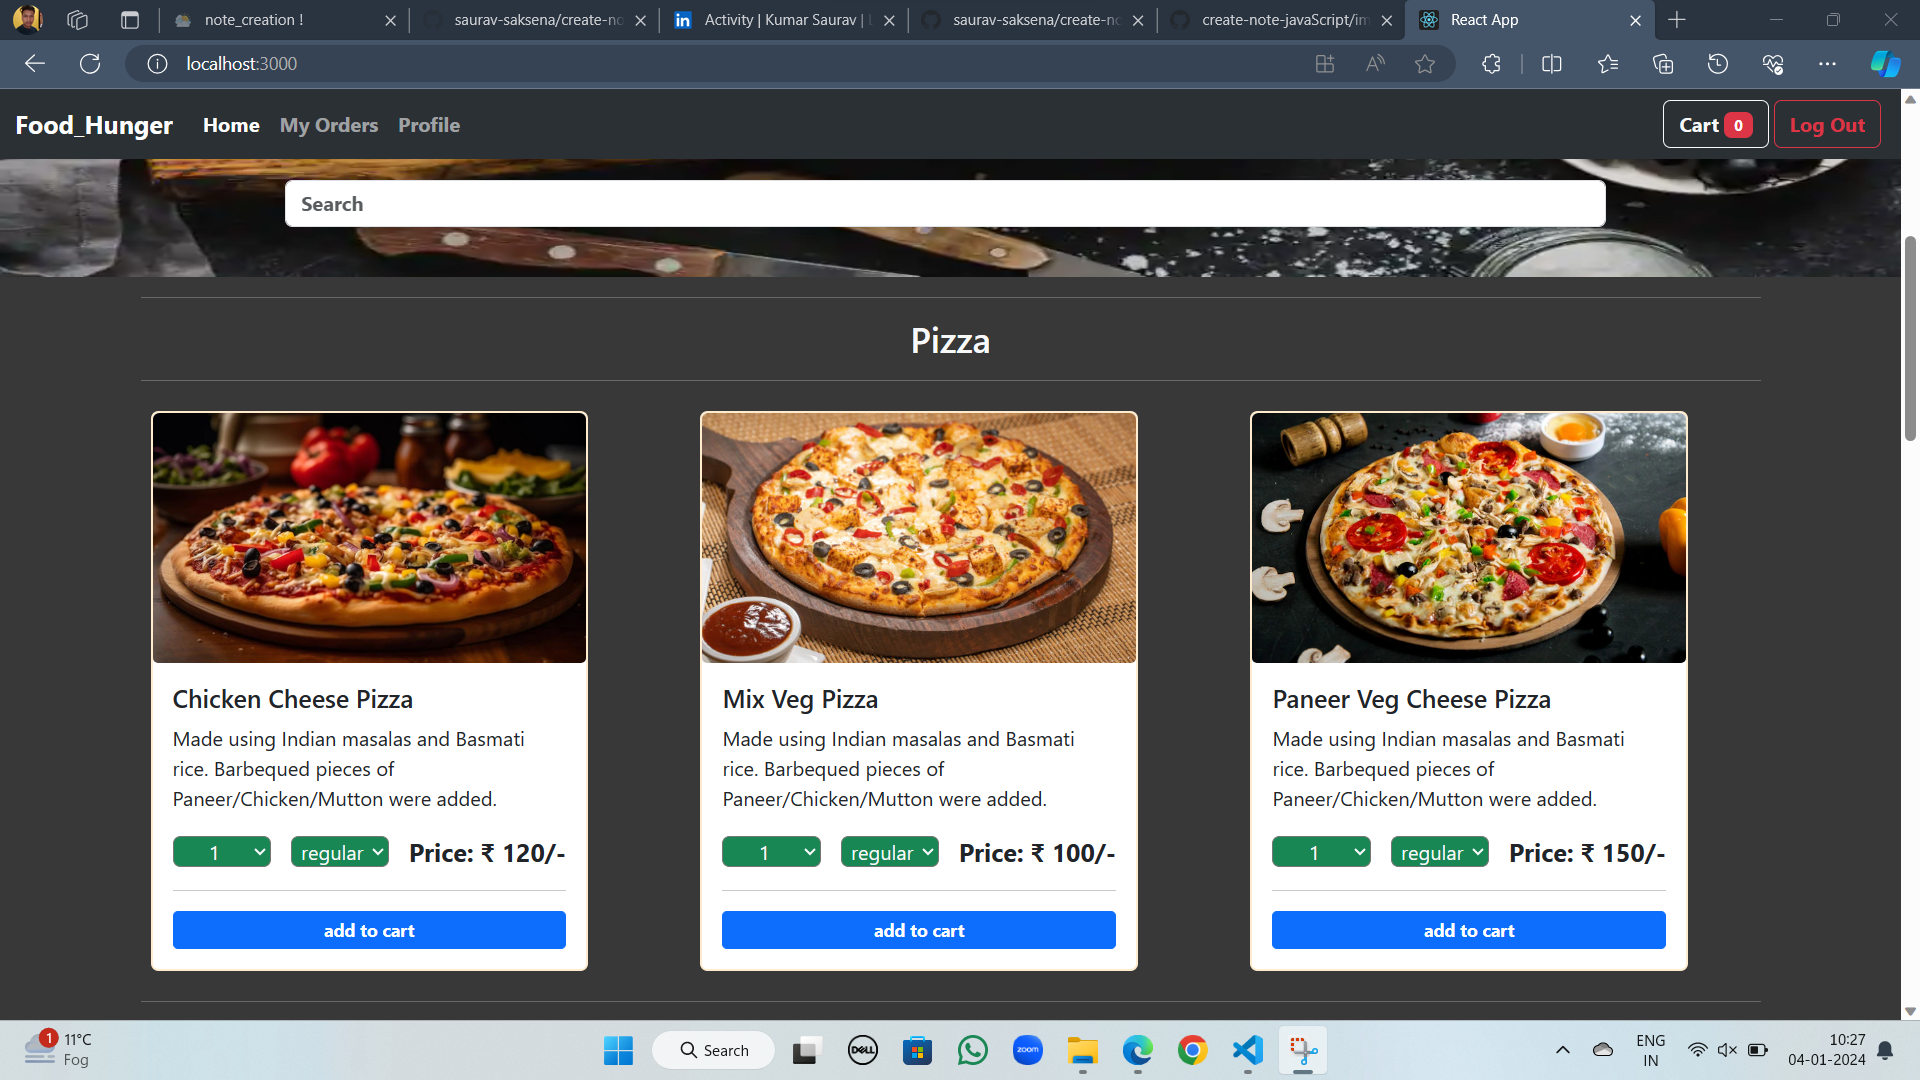 note_creation !
saurav-saksena/create-no
Activity | Kumar Saurav | L
saurav-saksena/create-no
create-note-javaScript/im
React App
localhost:3000
Food_Hunger Home My Orders Profile Cart 0 Log Out
Search
Pizza
Chicken Cheese Pizza
Made using Indian masalas and Basmati
rice. Barbequed pieces of
Paneer/Chicken/Mutton were added.
1 regular Price: ₹ 120/-
add to cart
Mix Veg Pizza
Made using Indian masalas and Basmati
rice. Barbequed pieces of
Paneer/Chicken/Mutton were added.
1 regular Price: ₹ 100/-
add to cart
Paneer Veg Cheese Pizza
Made using Indian masalas and Basmati
rice. Barbequed pieces of
Paneer/Chicken/Mutton were added.
1 regular Price: ₹ 150/-
add to cart
1
11°C
Fog
Search
DELL
zoom
ENG
IN
10:27
04-01-2024